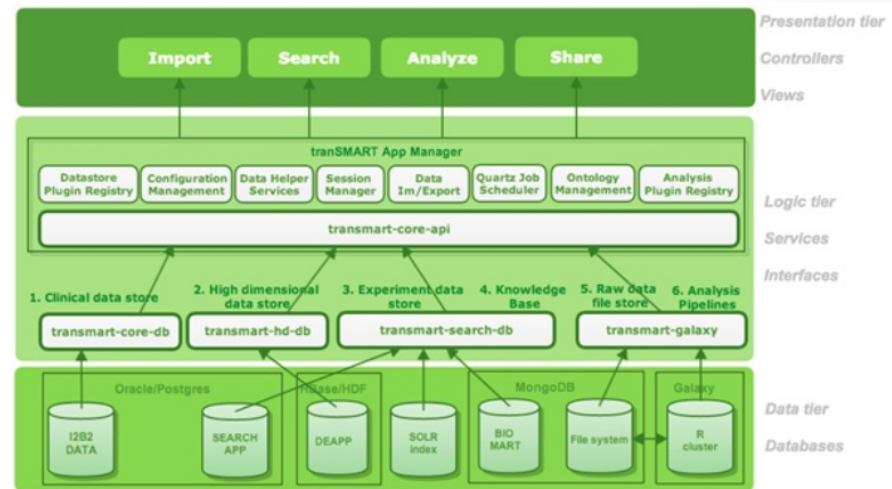 Presentation tier
Import
Search
Analyze
Share
Controllers
Views
tranSMART App Manager
Datastore
Plugin Registry
Configuration
Management
Data Helper
Services
Session
Manager
Data
Im/Export
Quartz Job
Scheduler
Ontology
Management
Analysis
Plugin Registry
transmart-core-api
Logic tier
Services
Interfaces
1. Clinical data store
2. High dimensional
data store
3. Experiment data
store
4. Knowledge
Base
5. Raw data
file store
6. Analysis
Pipelines
transmart-core-db
transmart-hd-db
transmart-search-db
transmart-galaxy
Oracle/Postgres
HBase/HDF
MongoDB
Galaxy
I2B2
DATA
SEARCH
APP
DEAPP
SOLR
index
BIO
MART
File system
R
cluster
Data tier
Databases